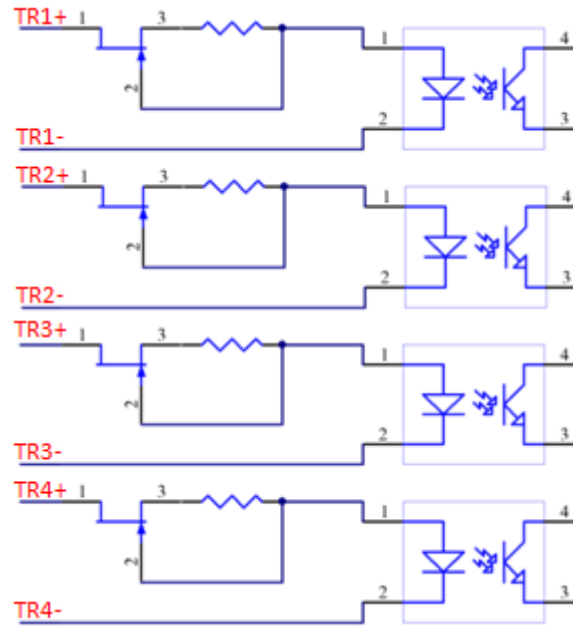 TR1+ 1 3 1 4
2
TR1- 2 3
TR2+ 1 3 1 4
2
TR2- 2 3
TR3+ 1 3 1 4
2
TR3- 2 3
TR4+ 1 3 1 4
2
TR4- 2 3